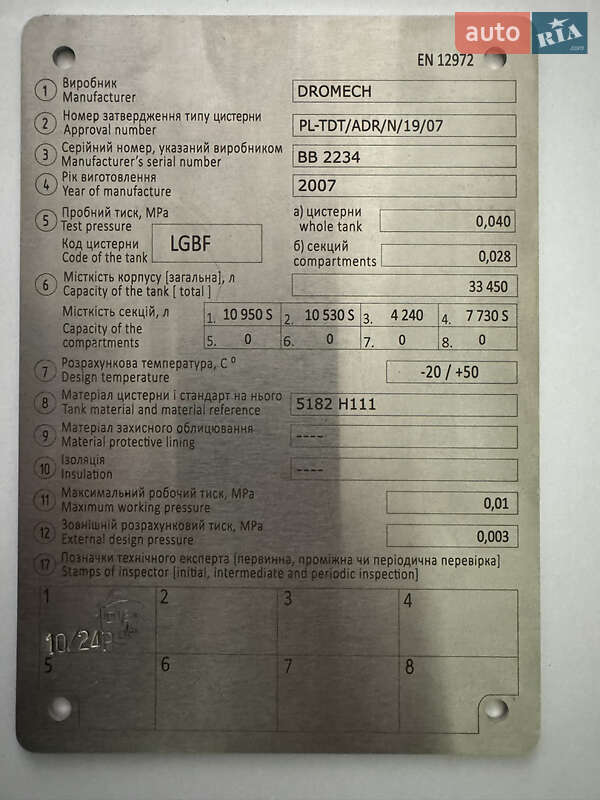 auto RIA .com
EN 12972
1 Виробник DROMECH
Manufacturer
2 Номер затвердження типу цистерни PL-TDT/ADR/N/19/07
Approval number
3 Серійний номер, указаний виробником BB 2234
Manufacturer's serial number
4 Рік виготовлення 2007
Year of manufacture
5 Пробний тиск, МРа а) цистерни 0,040
Test pressure whole tank
Код цистерни LGBF б) секцій 0,028
Code of the tank compartments
6 Місткість корпусу [загальна], л 33 450
Capacity of the tank [ total ]
Місткість секцій, л 1. 10 950 S 2. 10 530 S 3. 4 240 4. 7 730 S
Capacity of the 5. 0 6. 0 7. 0 8. 0
compartments
7 Розрахункова температура, С ⁰ -20 / +50
Design temperature
8 Матеріал цистерни і стандарт на нього 5182 H111
Tank material and material reference
9 Матеріал захисного облицювання ----
Material protective lining
10 Ізоляція ----
Insulation
11 Максимальний робочий тиск, МРа 0,01
Maximum working pressure
12 Зовнішній розрахунковий тиск, МРа 0,003
External design pressure
17 Позначки технічного експерта [первинна, проміжна чи періодична перевірка]
Stamps of inspector [initial, intermediate and periodic inspection]
1 2 3 4
10/24P
5 6 7 8